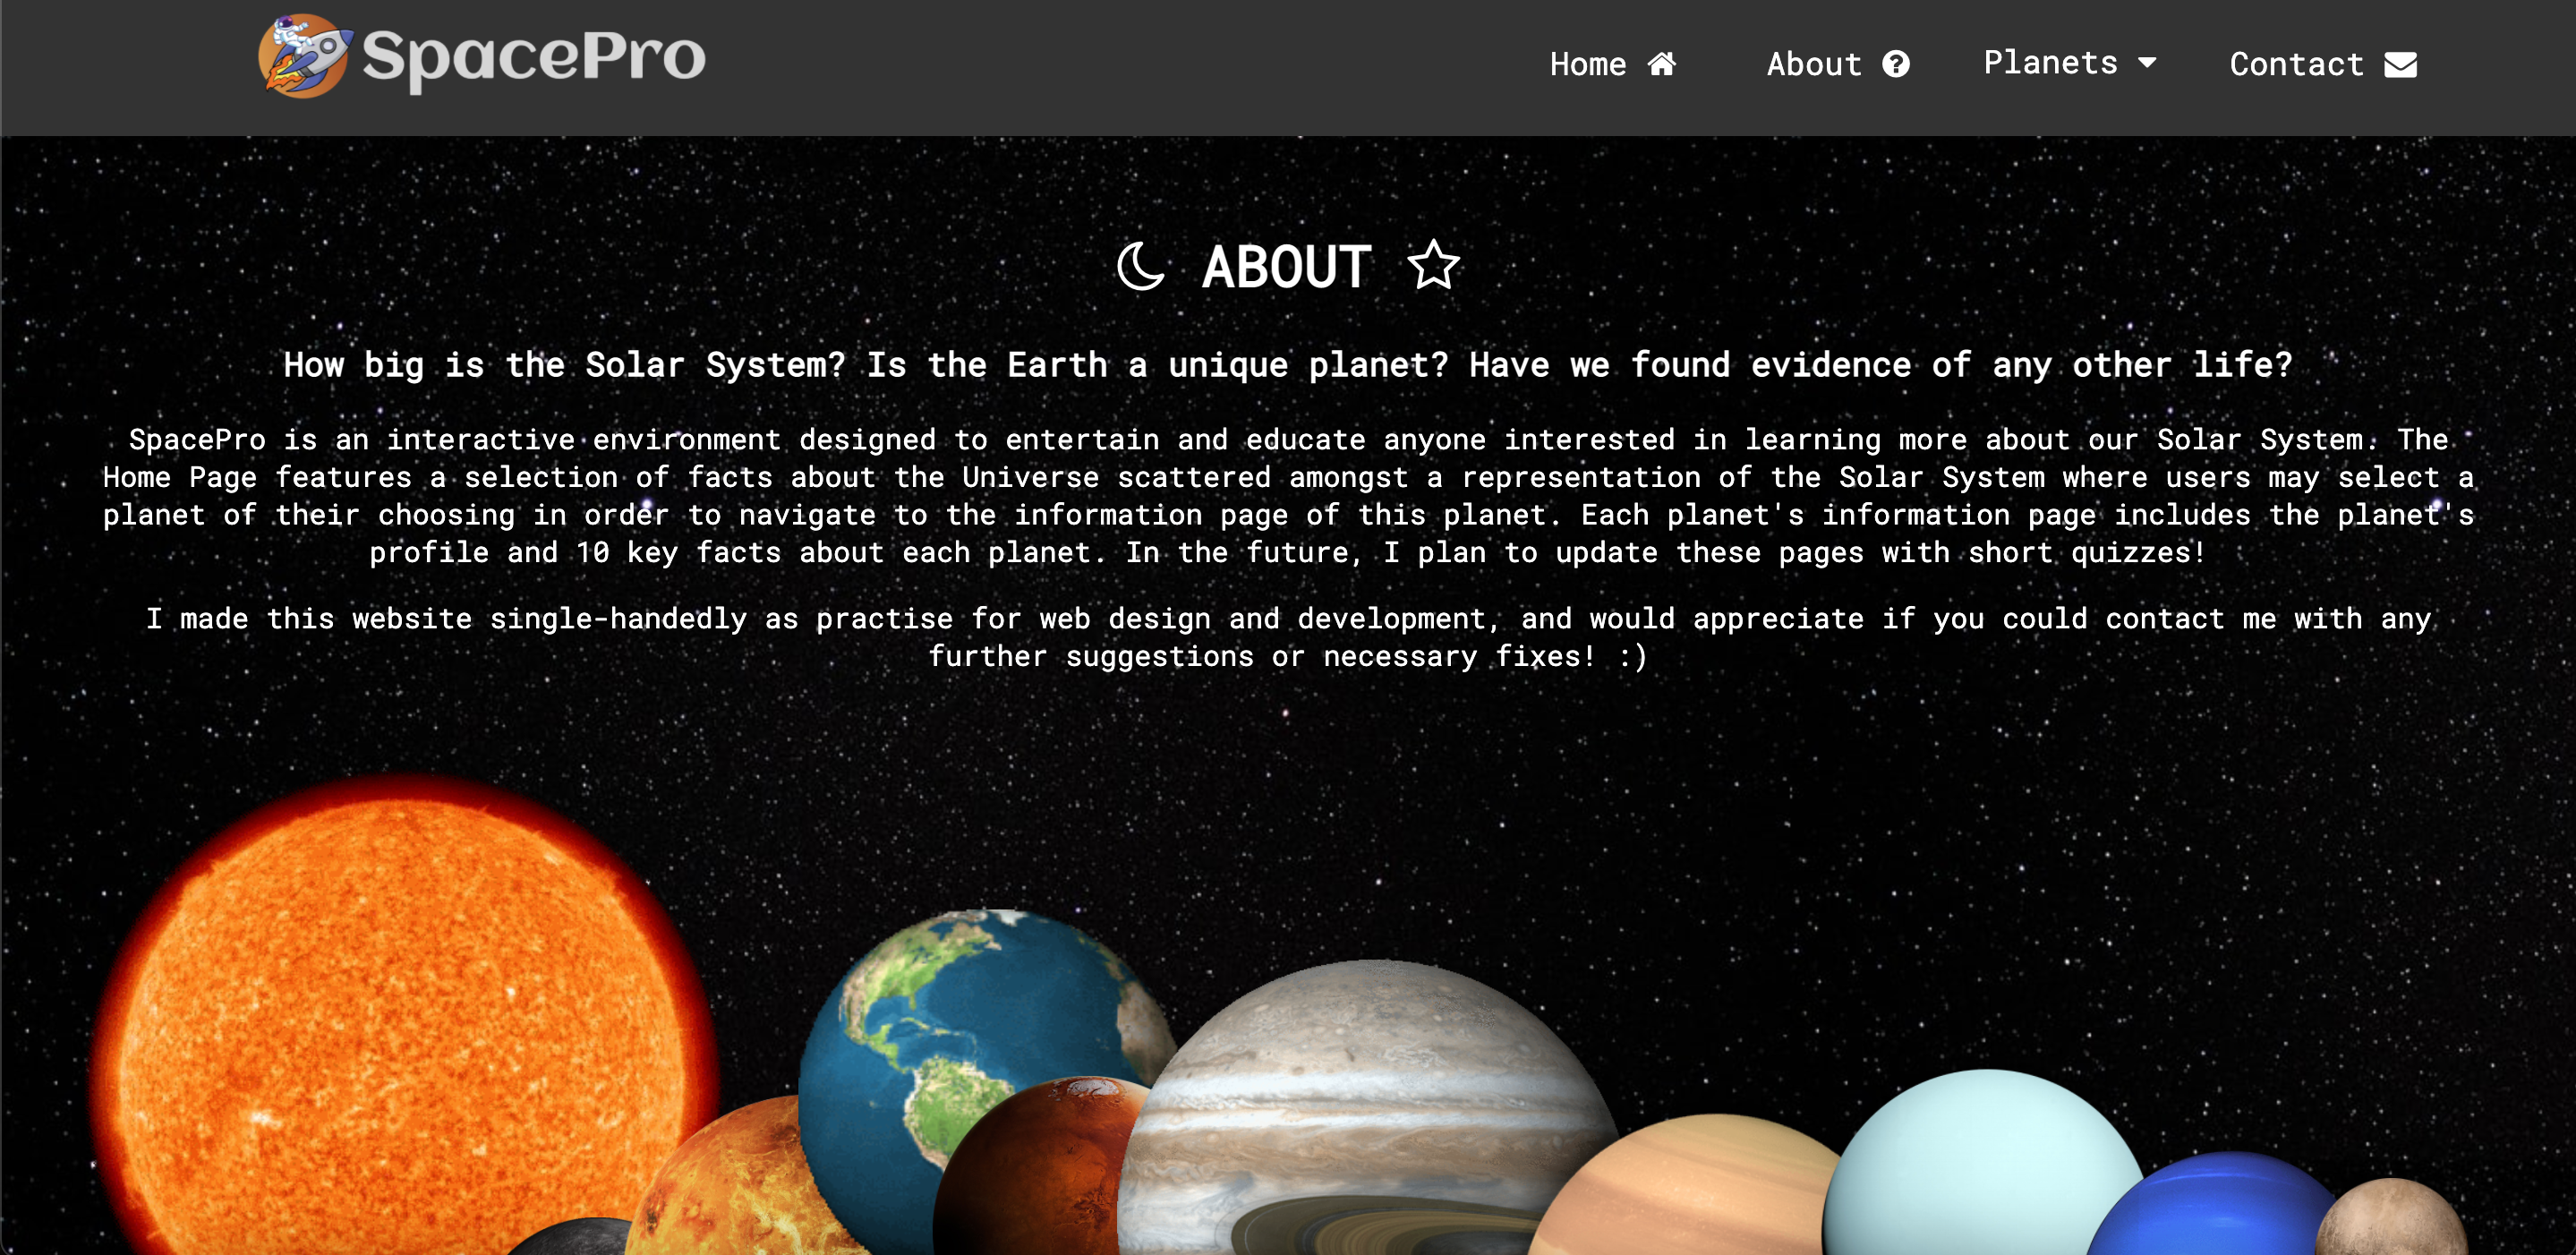 SpacePro
Home
About
Planets
Contact
ABOUT
How big is the Solar System? Is the Earth a unique planet? Have we found evidence of any other life?
SpacePro is an interactive environment designed to entertain and educate anyone interested in learning more about our Solar System. The
Home Page features a selection of facts about the Universe scattered amongst a representation of the Solar System where users may select a
planet of their choosing in order to navigate to the information page of this planet. Each planet's information page includes the planet's
profile and 10 key facts about each planet. In the future, I plan to update these pages with short quizzes!
I made this website single-handedly as practise for web design and development, and would appreciate if you could contact me with any
further suggestions or necessary fixes! :)